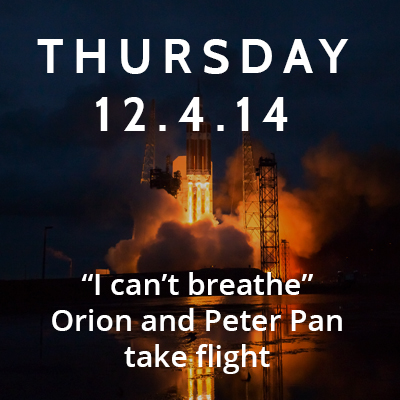 THURSDAY
12.4.14
“I can’t breathe”
Orion and Peter Pan
take flight